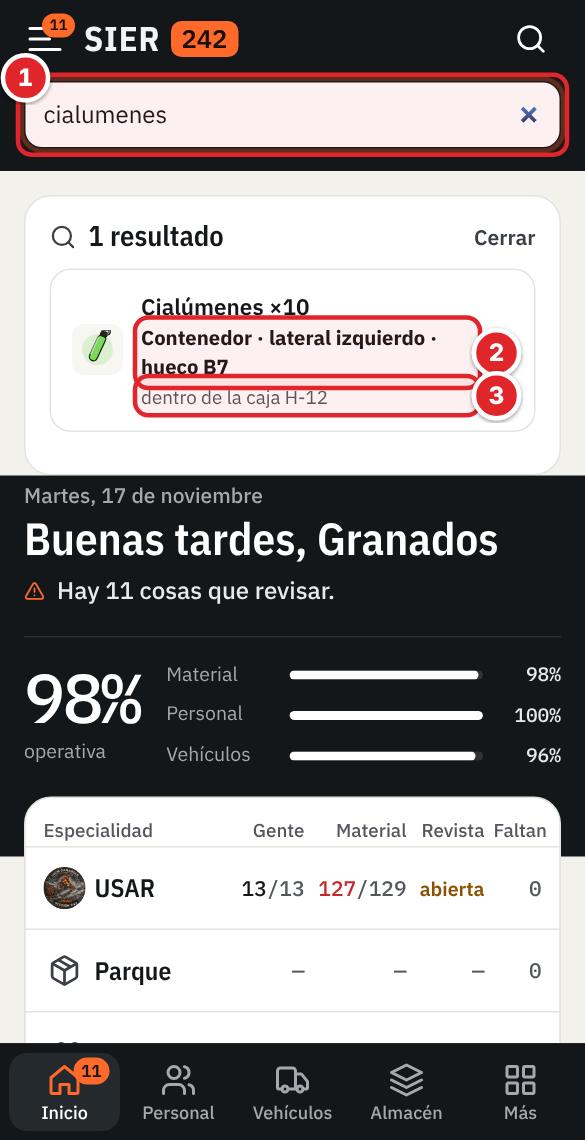 11
SIER 242
1
cialumenes
1 resultado
Cerrar
Cialúmenes ×10
Contenedor · lateral izquierdo ·
hueco B7
2
dentro de la caja H-12
3
Martes, 17 de noviembre
Buenas tardes, Granados
Hay 11 cosas que revisar.
98%
operativa
Material 98%
Personal 100%
Vehículos 96%
Especialidad Gente Material Revista Faltan
USAR 13/13 127/129 abierta 0
Parque – – – 0
11
Inicio Personal Vehículos Almacén Más